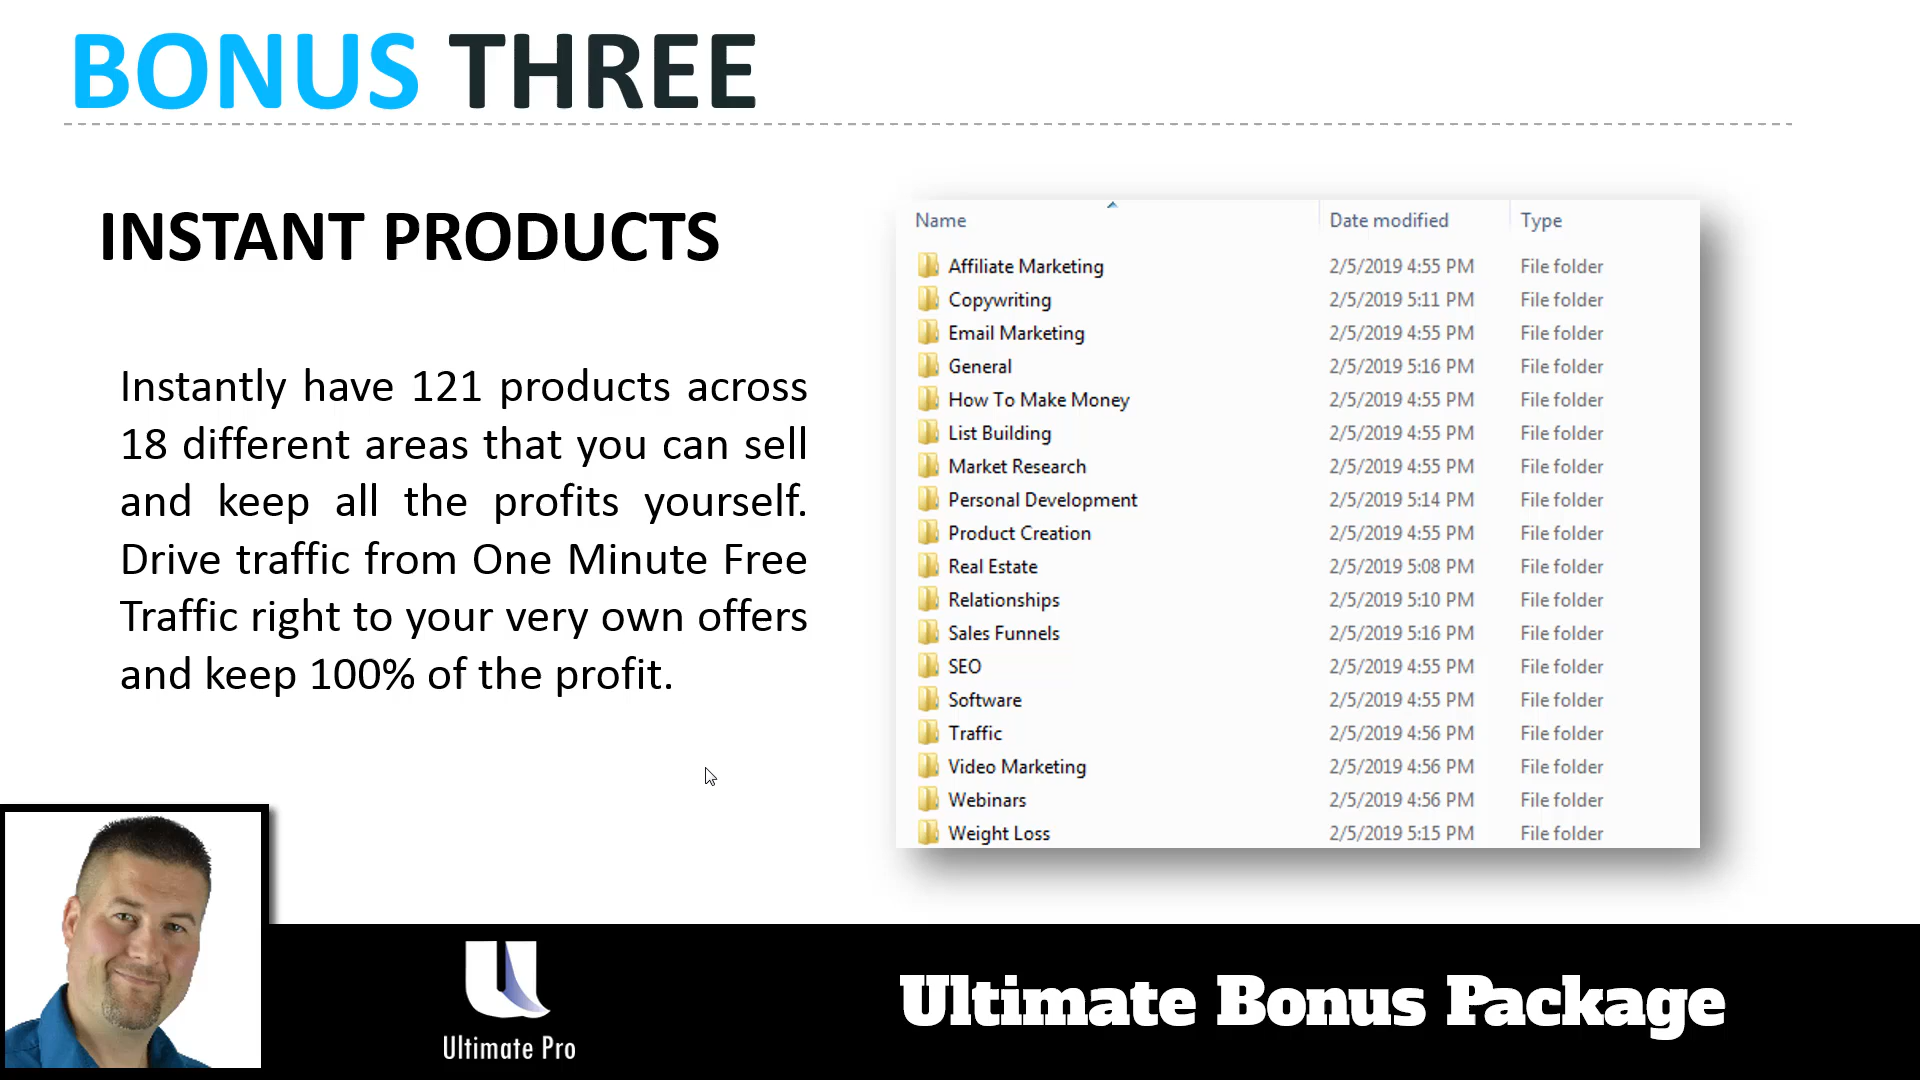 BONUS THREE
INSTANT PRODUCTS
Instantly have 121 products across
18 different areas that you can sell
and keep all the profits yourself.
Drive traffic from One Minute Free
Traffic right to your very own offers
and keep 100% of the profit.
Name Date modified Type
Affiliate Marketing 2/5/2019 4:55 PM File folder
Copywriting 2/5/2019 5:11 PM File folder
Email Marketing 2/5/2019 4:55 PM File folder
General 2/5/2019 5:16 PM File folder
How To Make Money 2/5/2019 4:55 PM File folder
List Building 2/5/2019 4:55 PM File folder
Market Research 2/5/2019 4:55 PM File folder
Personal Development 2/5/2019 5:14 PM File folder
Product Creation 2/5/2019 4:55 PM File folder
Real Estate 2/5/2019 5:08 PM File folder
Relationships 2/5/2019 5:10 PM File folder
Sales Funnels 2/5/2019 5:16 PM File folder
SEO 2/5/2019 4:55 PM File folder
Software 2/5/2019 4:55 PM File folder
Traffic 2/5/2019 4:56 PM File folder
Video Marketing 2/5/2019 4:56 PM File folder
Webinars 2/5/2019 4:56 PM File folder
Weight Loss 2/5/2019 5:15 PM File folder
U
Ultimate Pro
Ultimate Bonus Package